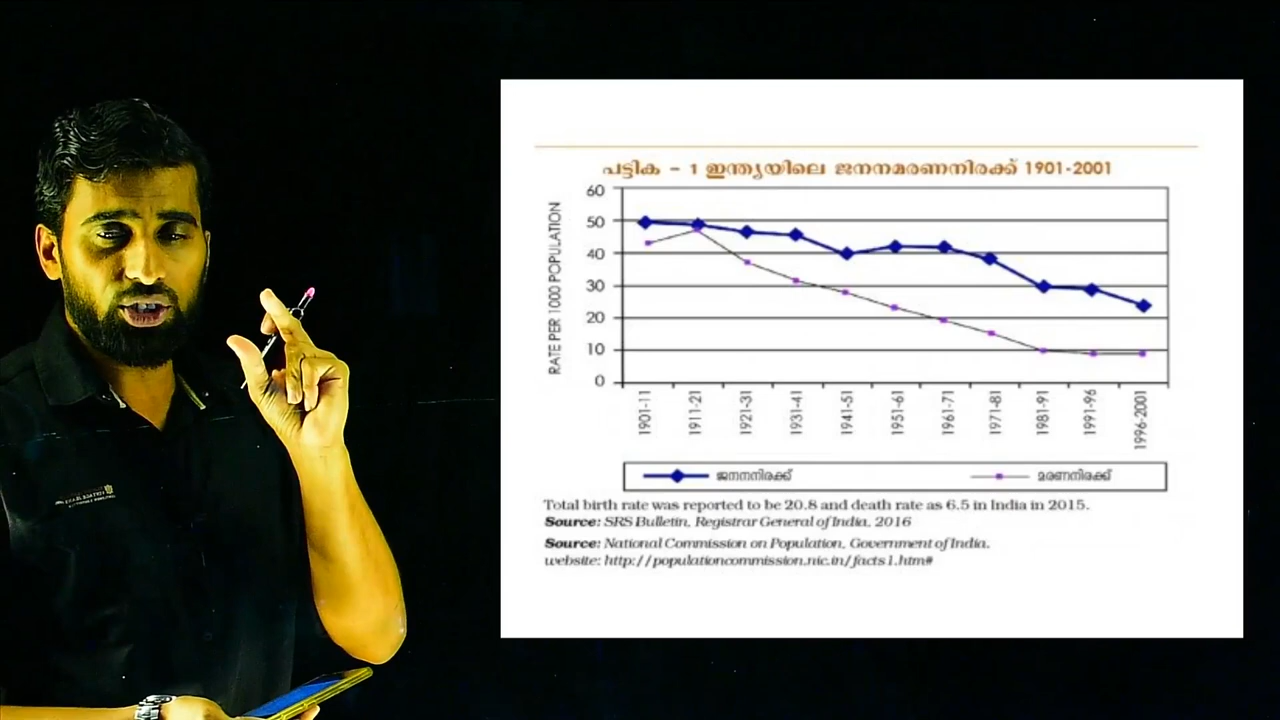 പട്ടിക – 1 ഇന്ത്യയിലെ ജനനമരണനിരക്ക് 1901-2001
RATE PER 1000 POPULATION
60
50
40
30
20
10
0
1901-11
1911-21
1921-31
1931-41
1941-51
1951-61
1961-71
1971-81
1981-91
1991-96
1996-2001
ജനനനിരക്ക് മരണനിരക്ക്
Total birth rate was reported to be 20.8 and death rate as 6.5 in India in 2015.
Source: SRS Bulletin, Registrar General of India, 2016
Source: National Commission on Population, Government of India.
website: http://populationcommission.nic.in/facts1.htm#